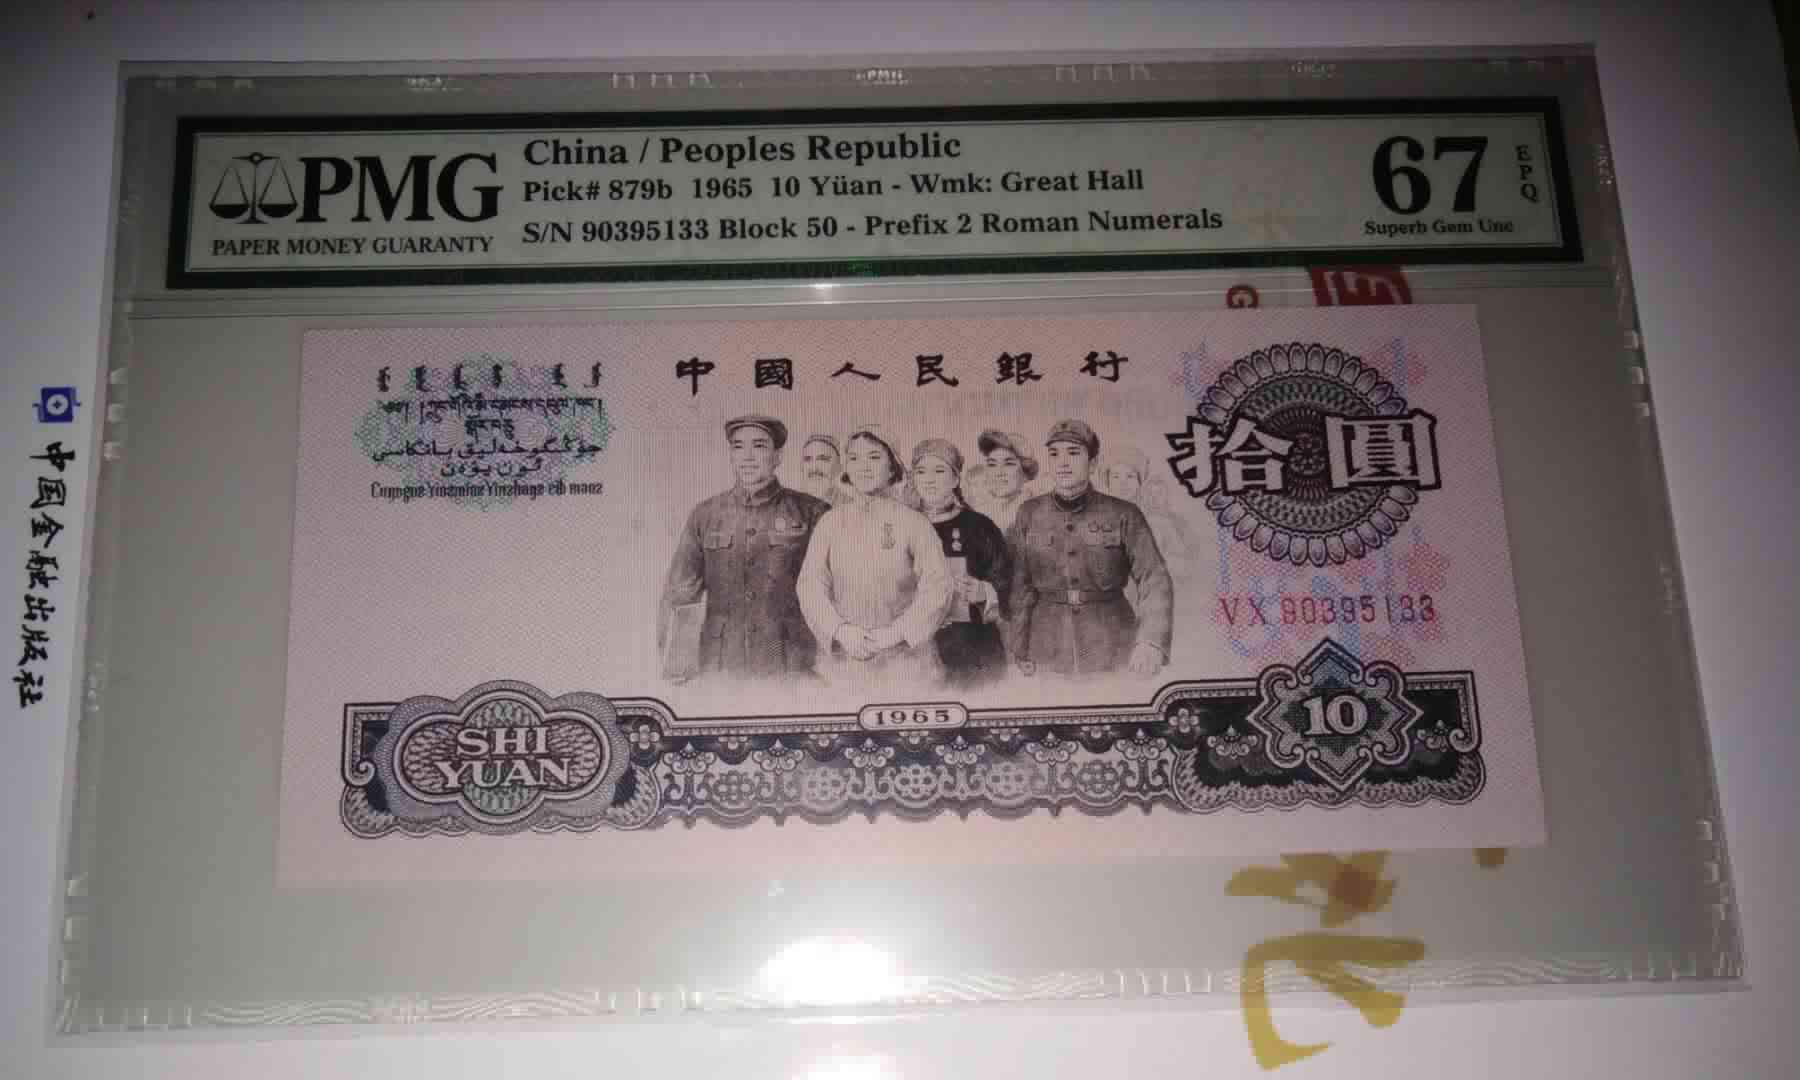 PMG
PAPER MONEY GUARANTY
China / Peoples Republic
Pick# 879b 1965 10 Yüan - Wmk: Great Hall
S/N 90395133 Block 50 - Prefix 2 Roman Numerals
67
EPQ
Superb Gem Unc
中國人民銀行
拾圓
VX 90395133
1965
SHI
YUAN
10
中国金融出版社